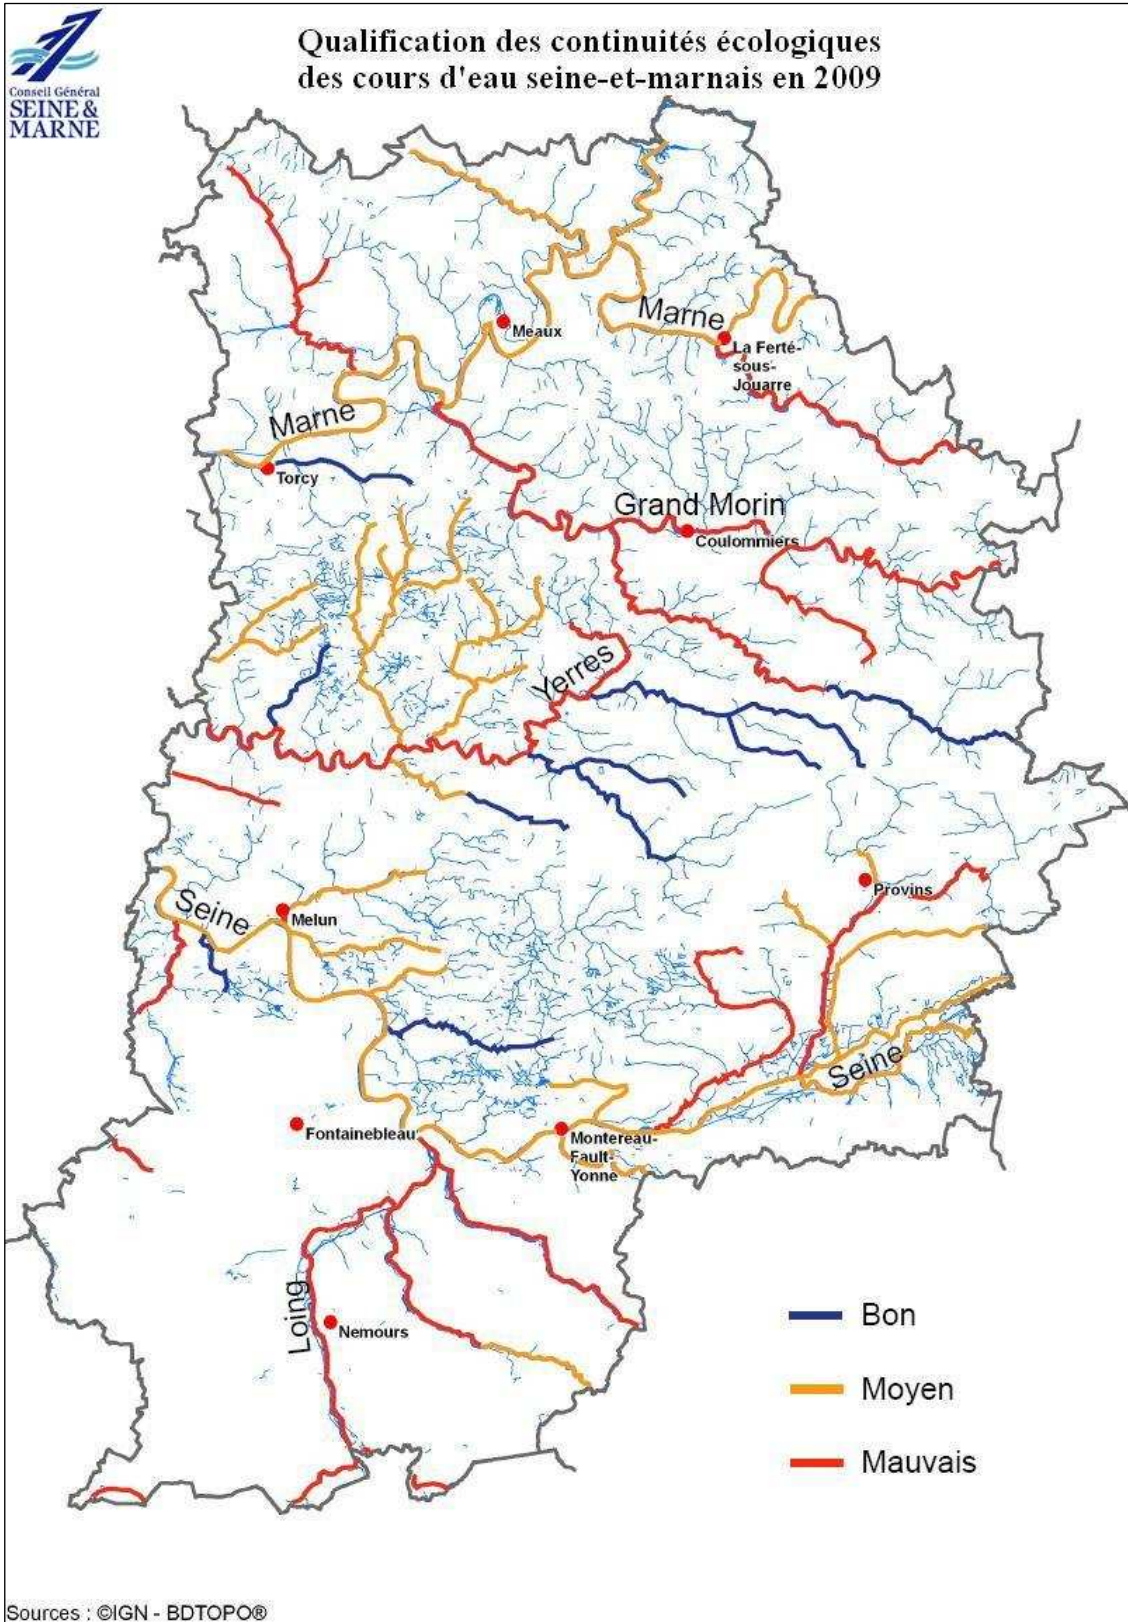 Qualification des continuités écologiques
des cours d'eau seine-et-marnais en 2009
Conseil Général
SEINE &
MARNE
Meaux
Marne
La Ferté-
sous-
Jouarre
Marne
Torcy
Grand Morin
Coulommiers
Yerres
Provins
Seine
Melun
Seine
Fontainebleau
Montereau-
Fault-
Yonne
Loing
Nemours
Bon
Moyen
Mauvais
Sources : ©IGN - BDTOPO®